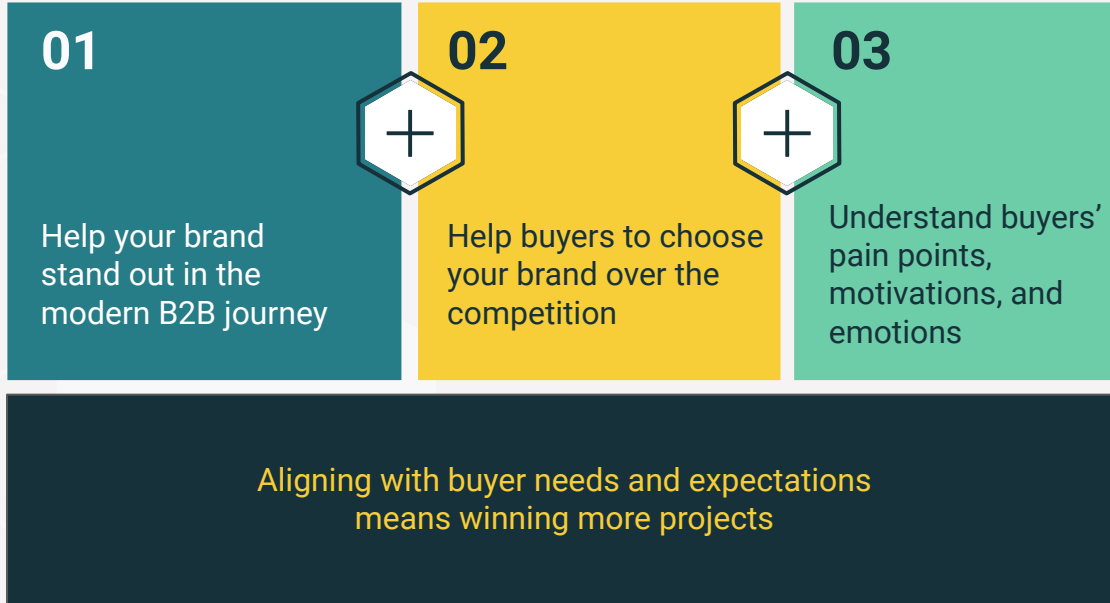 01
Help your brand
stand out in the
modern B2B journey
02
Help buyers to choose
your brand over the
competition
03
Understand buyers’
pain points,
motivations, and
emotions
Aligning with buyer needs and expectations
means winning more projects